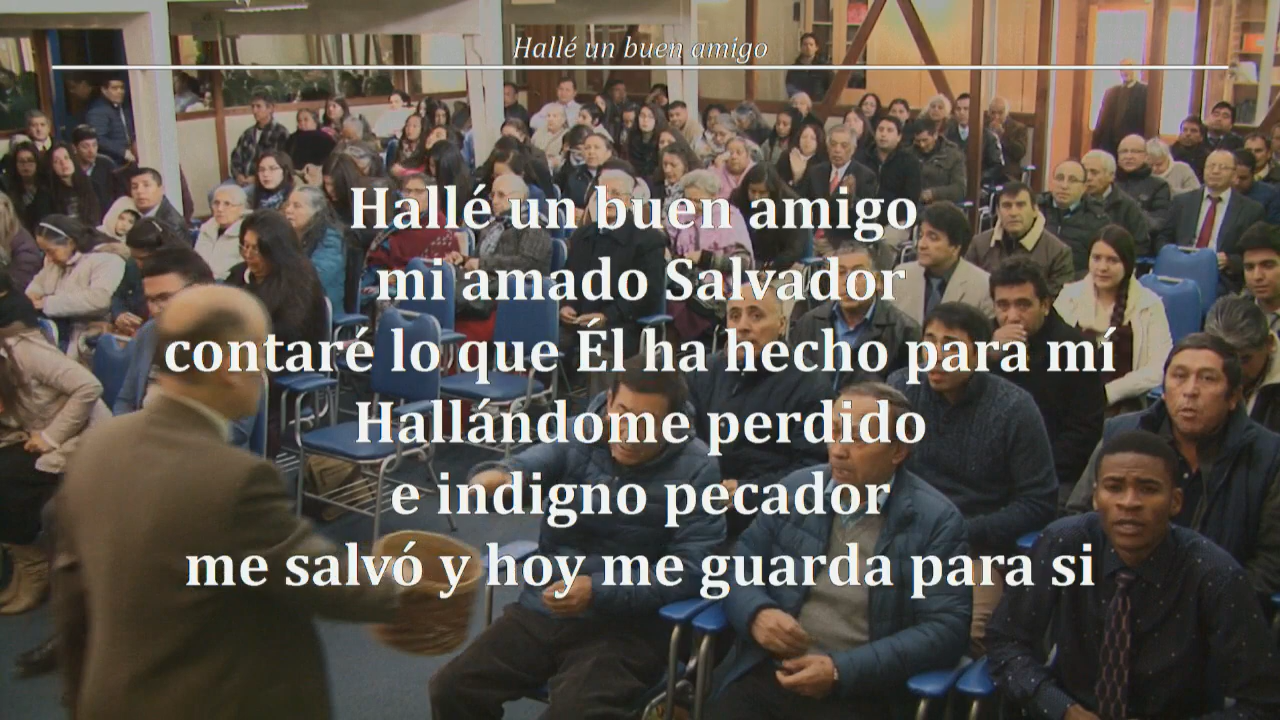 Hallé un buen amigo
Hallé un buen amigo
mi amado Salvador
contaré lo que Él ha hecho para mí
Hallándome perdido
e indigno pecador
me salvó y hoy me guarda para si